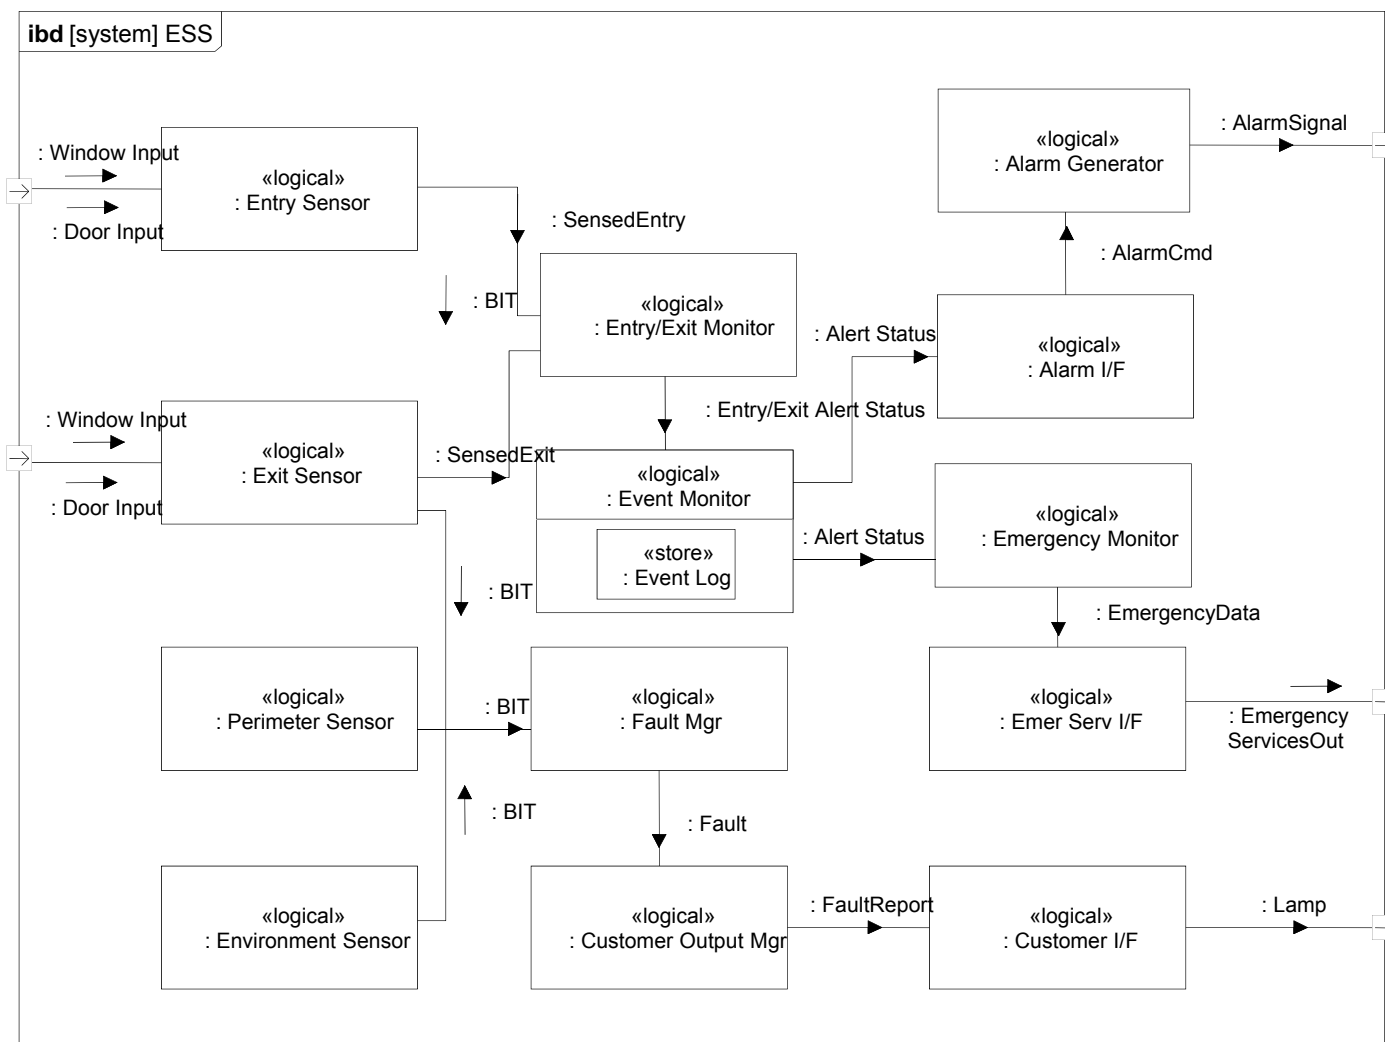 ibd [system] ESS
: Window Input
: Door Input
«logical»
: Entry Sensor
: SensedEntry
: BIT
«logical»
: Entry/Exit Monitor
«logical»
: Alarm Generator
: AlarmSignal
: AlarmCmd
: Alert Status
«logical»
: Alarm I/F
: Entry/Exit Alert Status
: Window Input
: Door Input
«logical»
: Exit Sensor
: SensedExit
«logical»
: Event Monitor
«store»
: Event Log
: Alert Status
«logical»
: Emergency Monitor
: EmergencyData
: BIT
«logical»
: Perimeter Sensor
: BIT
«logical»
: Fault Mgr
«logical»
: Emer Serv I/F
: Emergency
ServicesOut
: BIT
: Fault
«logical»
: Environment Sensor
«logical»
: Customer Output Mgr
: FaultReport
«logical»
: Customer I/F
: Lamp